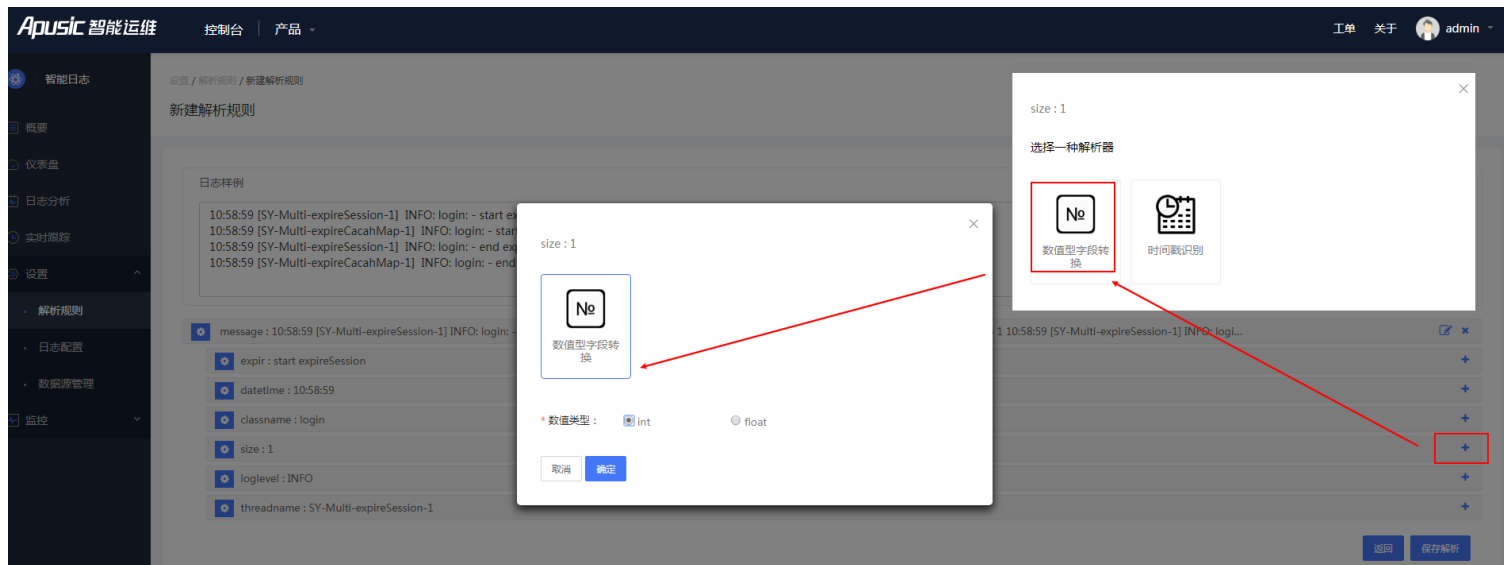 Apusic 智能运维 控制台 产品 工单 关于 admin
智能日志
概要
仪表盘
日志分析
实时跟踪
设置
解析规则
日志配置
数据源管理
监控
设置 / 解析规则 / 新建解析规则
新建解析规则
日志样例
10:58:59 [SY-Multi-expireSession-1] INFO: login: - start ex
10:58:59 [SY-Multi-expireCacahMap-1] INFO: login: - star
10:58:59 [SY-Multi-expireSession-1] INFO: login: - end ex
10:58:59 [SY-Multi-expireCacahMap-1] INFO: login: - end
message : 10:58:59 [SY-Multi-expireSession-1] INFO: login: - 1 10:58:59 [SY-Multi-expireSession-1] INFO: logi...
expir : start expireSession
datetime : 10:58:59
classname : login
size : 1
loglevel : INFO
threadname : SY-Multi-expireSession-1
返回 保存解析
size : 1
№
数值型字段转
换
* 数值类型： int float
取消 确定
size : 1
选择一种解析器
№
数值型字段转
换
时间戳识别